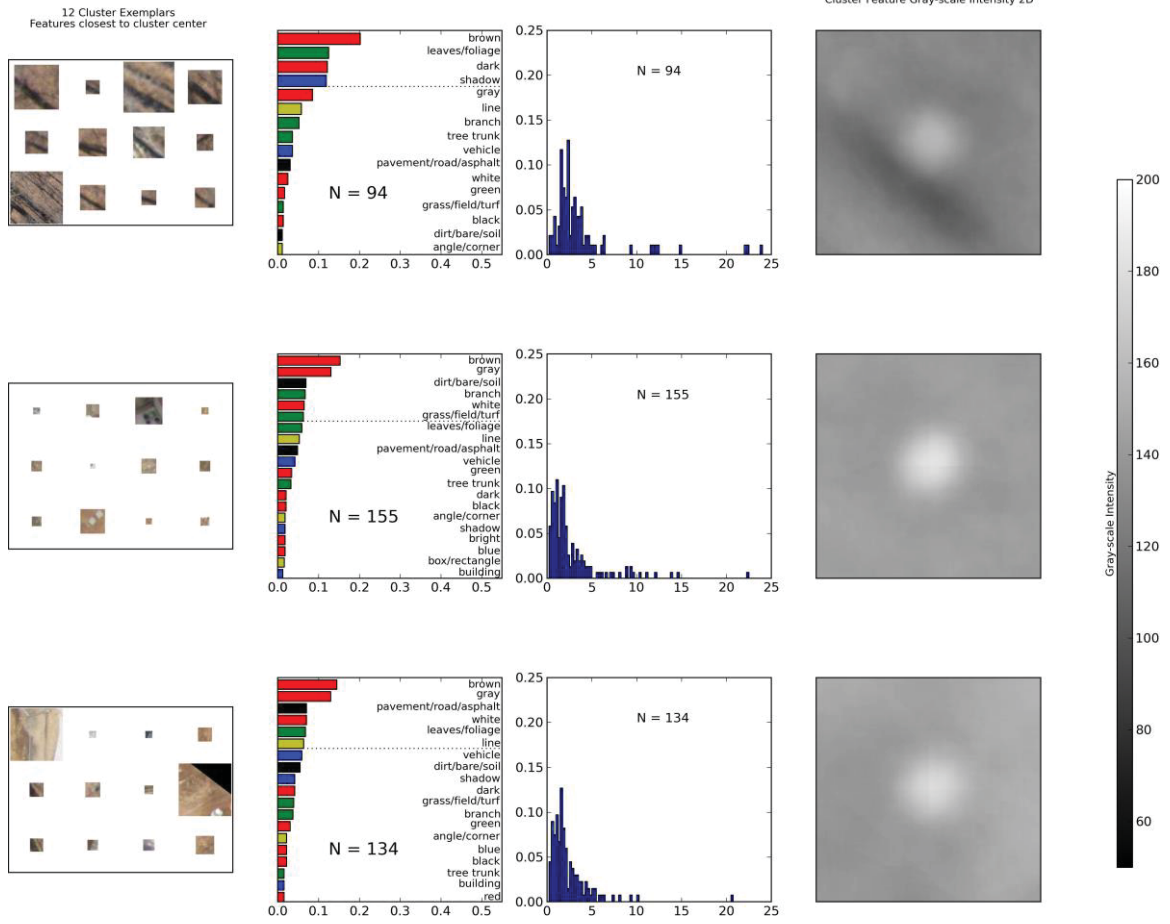 12 Cluster Exemplars
Features closest to cluster center
Cluster Feature Gray-scale Intensity 2D
brown
leaves/foliage
dark
shadow
gray
line
branch
tree trunk
vehicle
pavement/road/asphalt
white
green
grass/field/turf
black
dirt/bare/soil
angle/corner
N = 94
0.0 0.1 0.2 0.3 0.4 0.5
0.25
0.20
0.15
0.10
0.05
0.00
N = 94
0 5 10 15 20 25
brown
gray
dirt/bare/soil
branch
white
grass/field/turf
leaves/foliage
line
pavement/road/asphalt
vehicle
green
tree trunk
dark
black
angle/corner
shadow
bright
blue
box/rectangle
building
N = 155
0.0 0.1 0.2 0.3 0.4 0.5
0.25
0.20
0.15
0.10
0.05
0.00
N = 155
0 5 10 15 20 25
brown
gray
pavement/road/asphalt
white
leaves/foliage
line
vehicle
dirt/bare/soil
shadow
dark
grass/field/turf
branch
green
angle/corner
blue
black
tree trunk
building
red
N = 134
0.0 0.1 0.2 0.3 0.4 0.5
0.25
0.20
0.15
0.10
0.05
0.00
N = 134
0 5 10 15 20 25
200
180
160
140
120
100
80
60
Gray-scale Intensity